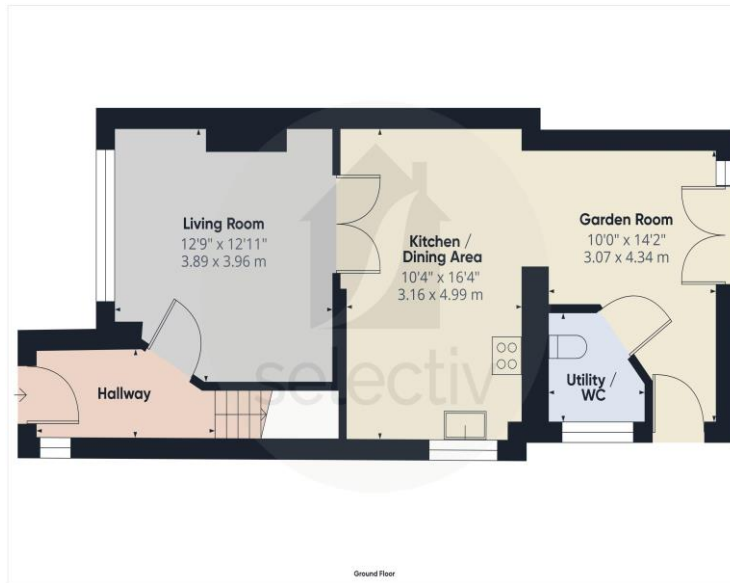 Living Room
12'9" x 12'11"
3.89 x 3.96 m
Kitchen /
Dining Area
10'4" x 16'4"
3.16 x 4.99 m
Garden Room
10'0" x 14'2"
3.07 x 4.34 m
Hallway
Utility /
WC
selectiv
Ground Floor